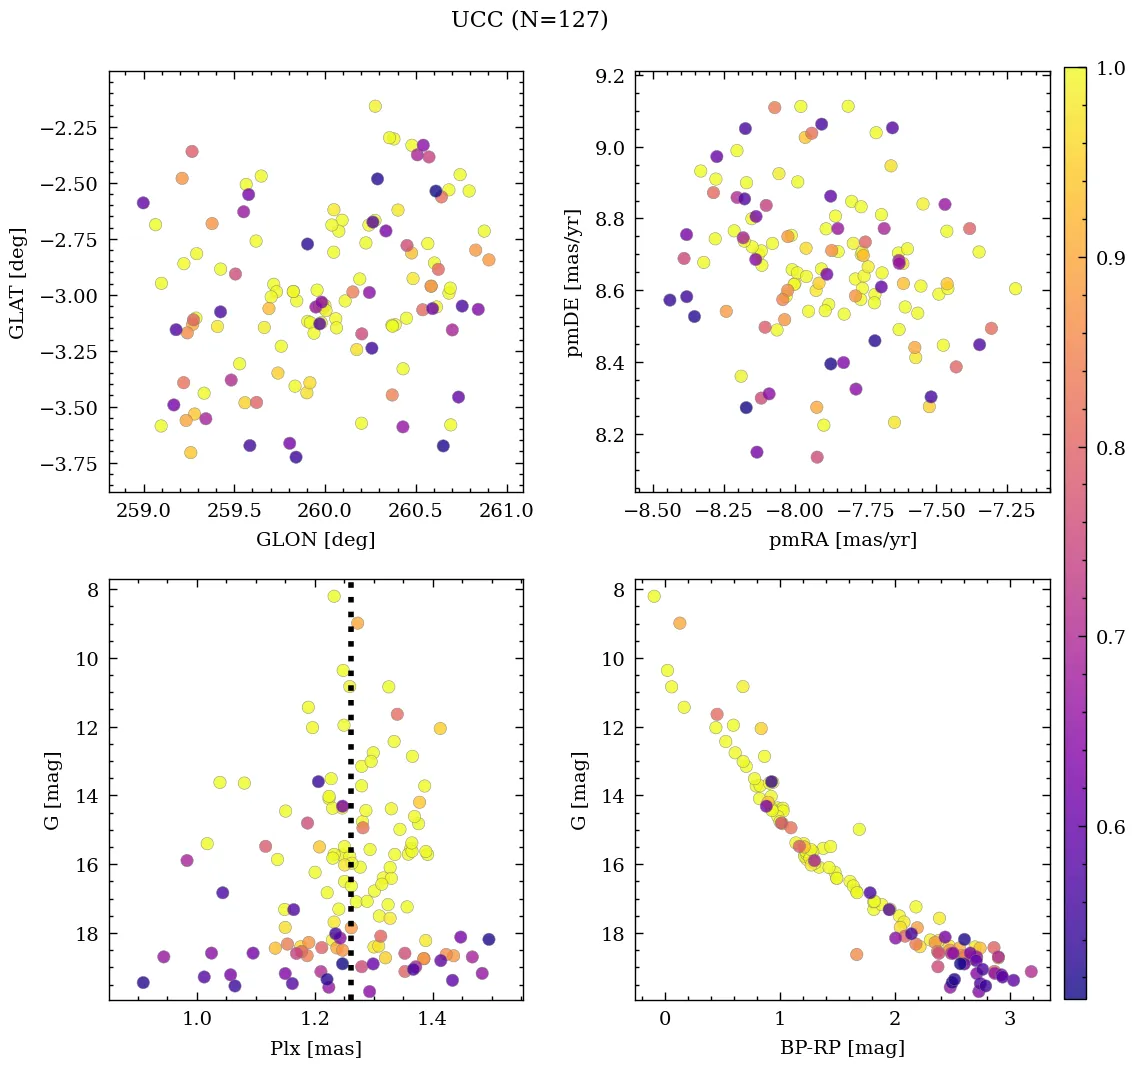 UCC (N=127)
−2.25
−2.50
−2.75
−3.00
−3.25
−3.50
−3.75
GLAT [deg]
259.0 259.5 260.0 260.5 261.0
GLON [deg]
9.2
9.0
8.8
8.6
8.4
8.2
pmDE [mas/yr]
−8.50 −8.25 −8.00 −7.75 −7.50 −7.25
pmRA [mas/yr]
1.0
0.9
0.8
0.7
0.6
8
10
12
14
16
18
G [mag]
1.0 1.2 1.4
Plx [mas]
8
10
12
14
16
18
G [mag]
0 1 2 3
BP-RP [mag]